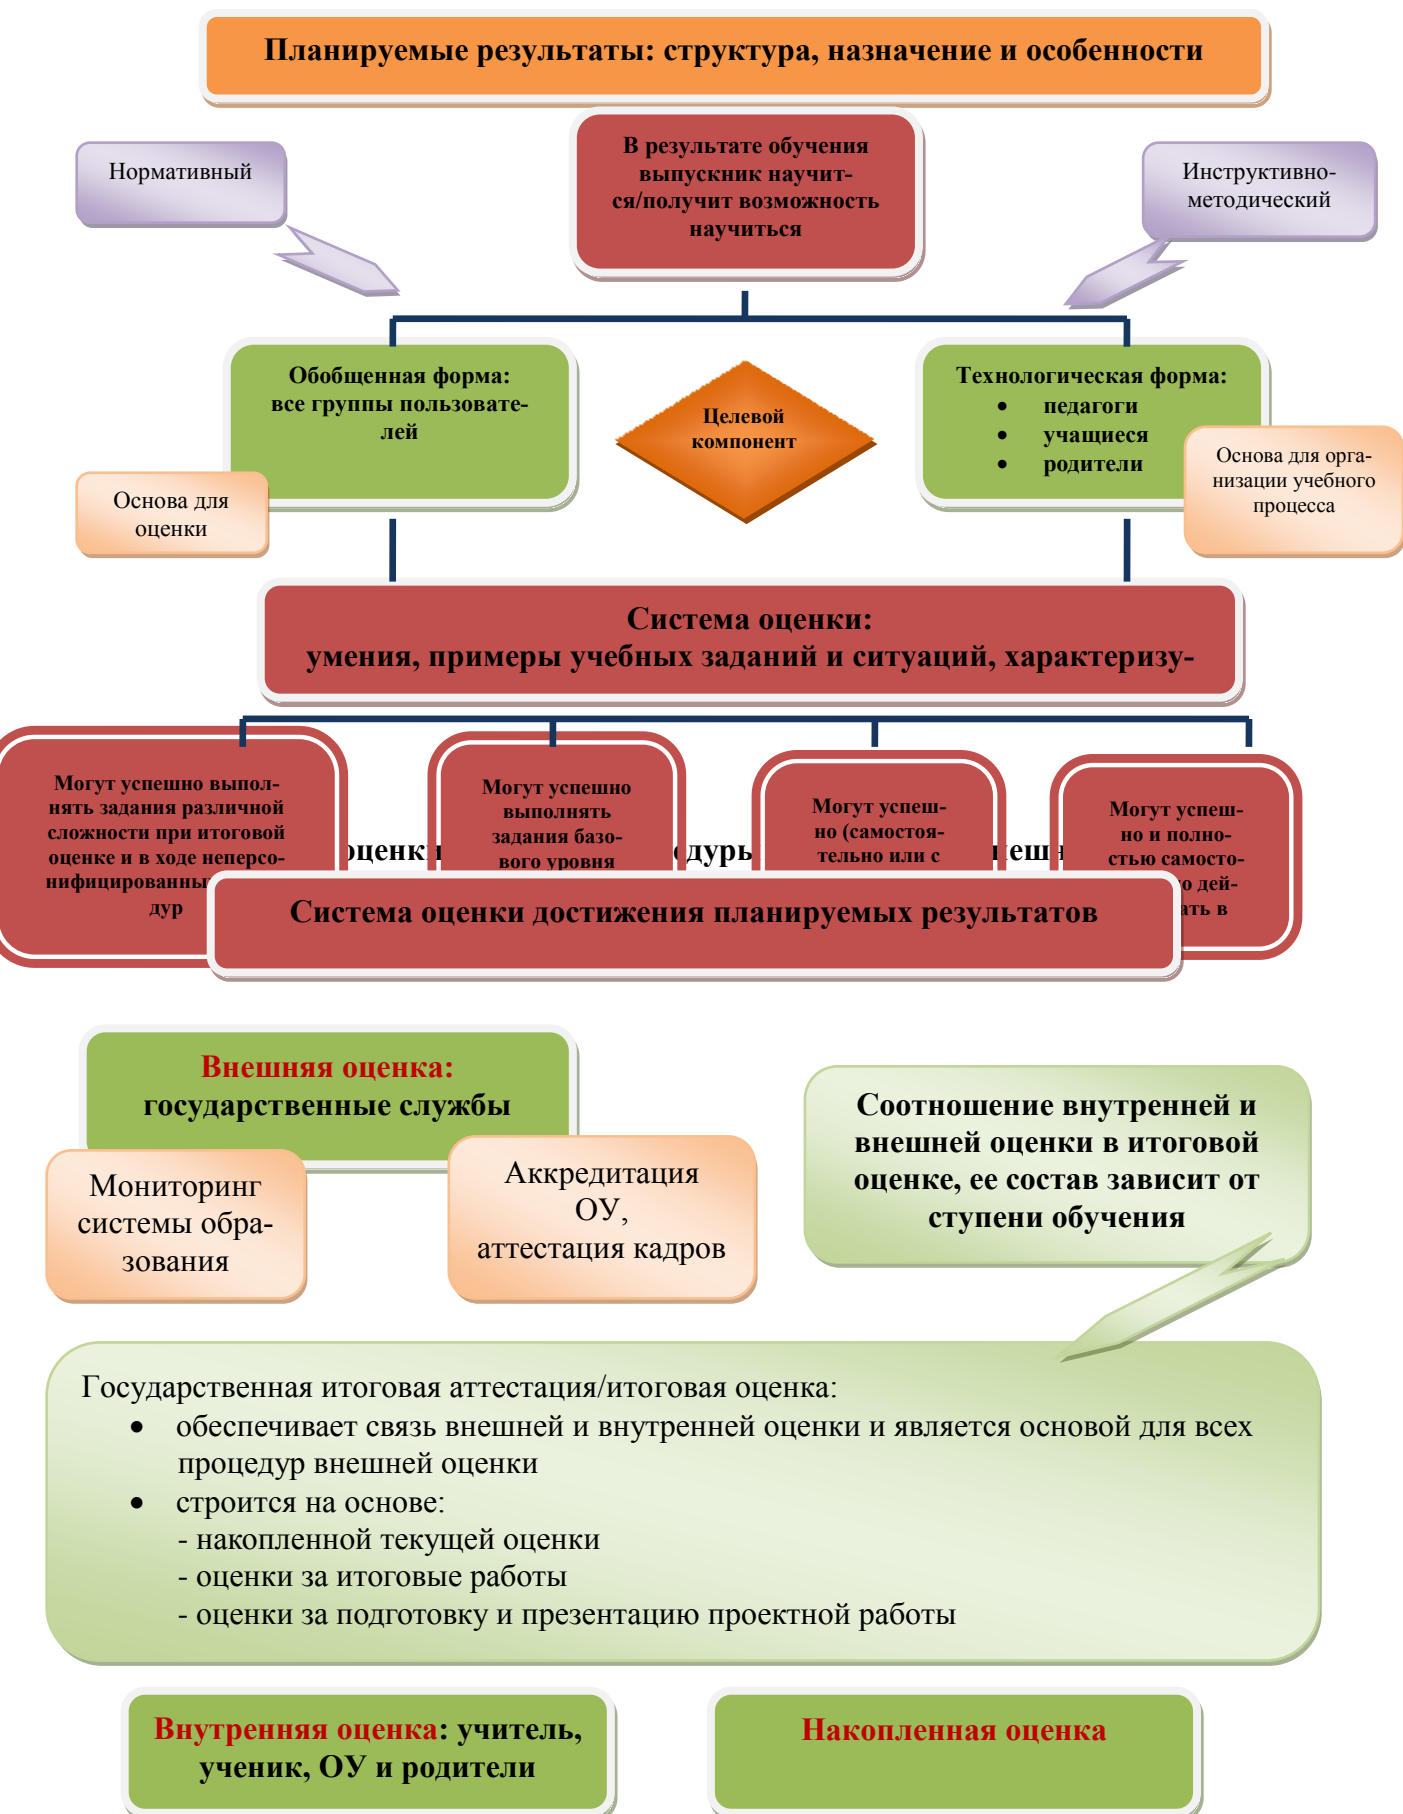 Планируемые результаты: структура, назначение и особенности
В результате обучения
выпускник научит-
ся/получит возможность
научиться
Нормативный
Инструктивно-
методический
Обобщенная форма:
все группы пользовате-
лей
Целевой
компонент
Технологическая форма:
• педагоги
• учащиеся
• родители
Основа для
оценки
Основа для орга-
низации учебного
процесса
Система оценки:
умения, примеры учебных заданий и ситуаций, характеризу-
Могут успешно выпол-
нять задания различной
сложности при итоговой
оценке и в ходе неперсо-
нифицированны
дур
Могут успешно
выполнять
задания базо-
вого уровня
Могут успеш-
но (самостоя-
тельно или с
Могут успеш-
но и полно-
стью самосто-
о дей-
ать в
Система оценки достижения планируемых результатов
Внешняя оценка:
государственные службы
Мониторинг
системы обра-
зования
Аккредитация
ОУ,
аттестация кадров
Соотношение внутренней и
внешней оценки в итоговой
оценке, ее состав зависит от
ступени обучения
Государственная итоговая аттестация/итоговая оценка:
• обеспечивает связь внешней и внутренней оценки и является основой для всех
процедур внешней оценки
• строится на основе:
- накопленной текущей оценки
- оценки за итоговые работы
- оценки за подготовку и презентацию проектной работы
Внутренняя оценка: учитель,
ученик, ОУ и родители
Накопленная оценка